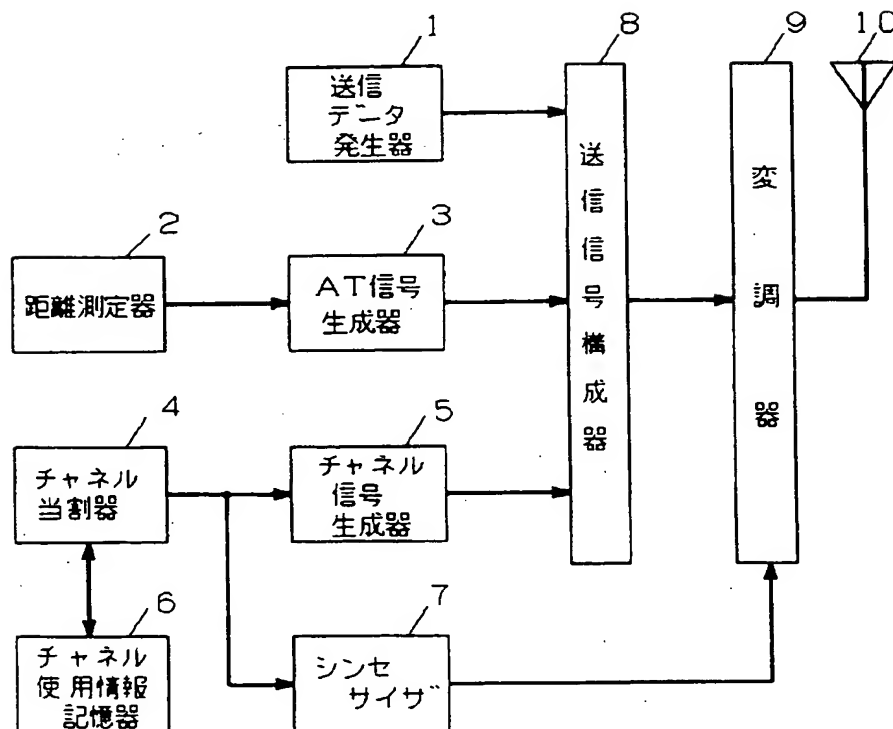 1
送信
データ
発生器
2
距離測定器
3
AT信号
生成器
4
チャネル
当割器
5
チャネル
信号
生成器
6
チャネル
使用情報
記憶器
7
シンセ
サイザ
8
送信信号構成器
9
変調器
10